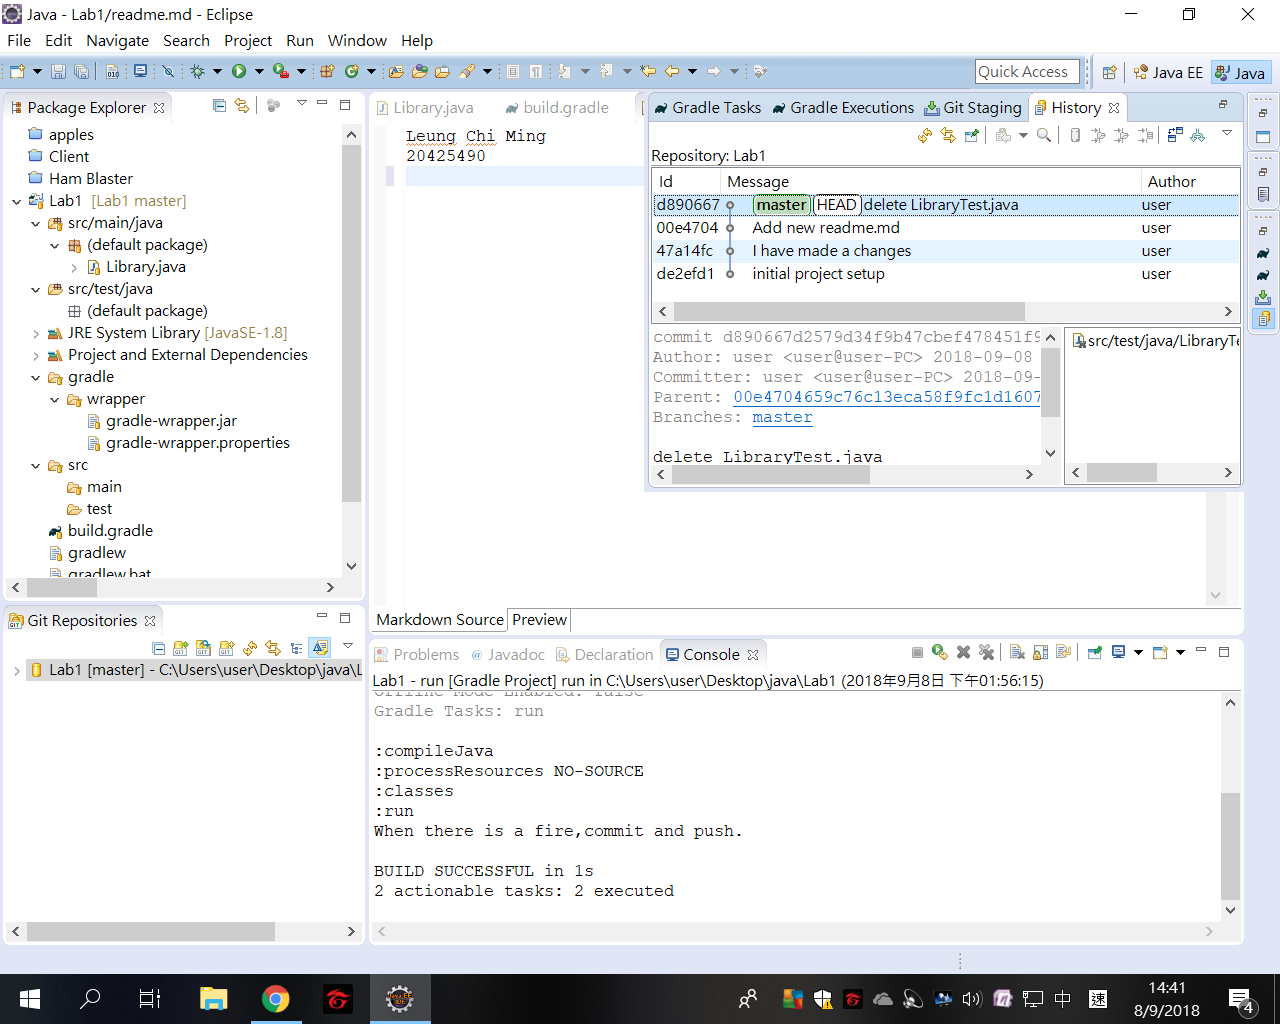 Java - Lab1/readme.md - Eclipse
File Edit Navigate Search Project Run Window Help
Quick Access
Java EE
Java
Package Explorer
apples
Client
Ham Blaster
Lab1 [Lab1 master]
src/main/java
(default package)
Library.java
src/test/java
(default package)
JRE System Library [JavaSE-1.8]
Project and External Dependencies
gradle
wrapper
gradle-wrapper.jar
gradle-wrapper.properties
src
main
test
build.gradle
gradlew
gradlew.bat
Library.java
build.gradle
Leung Chi Ming
20425490
Markdown Source
Preview
Gradle Tasks
Gradle Executions
Git Staging
History
Repository: Lab1
Id Message Author
d890667 master HEAD delete LibraryTest.java user
00e4704 Add new readme.md user
47a14fc I have made a changes user
de2efd1 initial project setup user
commit d890667d2579d34f9b47cbef478451f9
Author: user <user@user-PC> 2018-09-08
Committer: user <user@user-PC> 2018-09-
Parent: 00e4704659c76c13eca58f9fc1d1607
Branches: master
delete LibraryTest.java
src/test/java/LibraryTe
Git Repositories
Lab1 [master] - C:\Users\user\Desktop\java\L
Problems
@ Javadoc
Declaration
Console
Lab1 - run [Gradle Project] run in C:\Users\user\Desktop\java\Lab1 (2018年9月8日 下午01:56:15)
Offline Mode Enabled: false
Gradle Tasks: run
:compileJava
:processResources NO-SOURCE
:classes
:run
When there is a fire,commit and push.
BUILD SUCCESSFUL in 1s
2 actionable tasks: 2 executed
中
速
14:41
8/9/2018
4